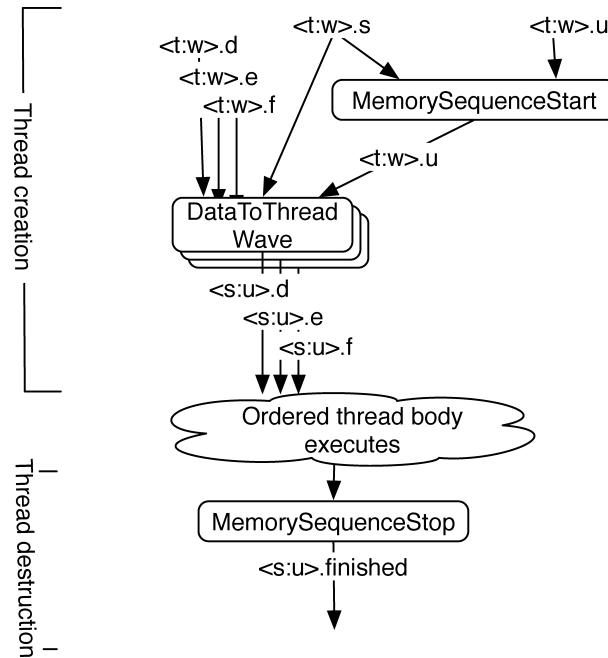 <t:w>.s
<t:w>.u
<t:w>.d
<t:w>.e
<t:w>.f
MemorySequenceStart
<t:w>.u
DataToThread
Wave
Thread creation
<s:u>.d
<s:u>.e
<s:u>.f
Ordered thread body
executes
MemorySequenceStop
<s:u>.finished
Thread destruction